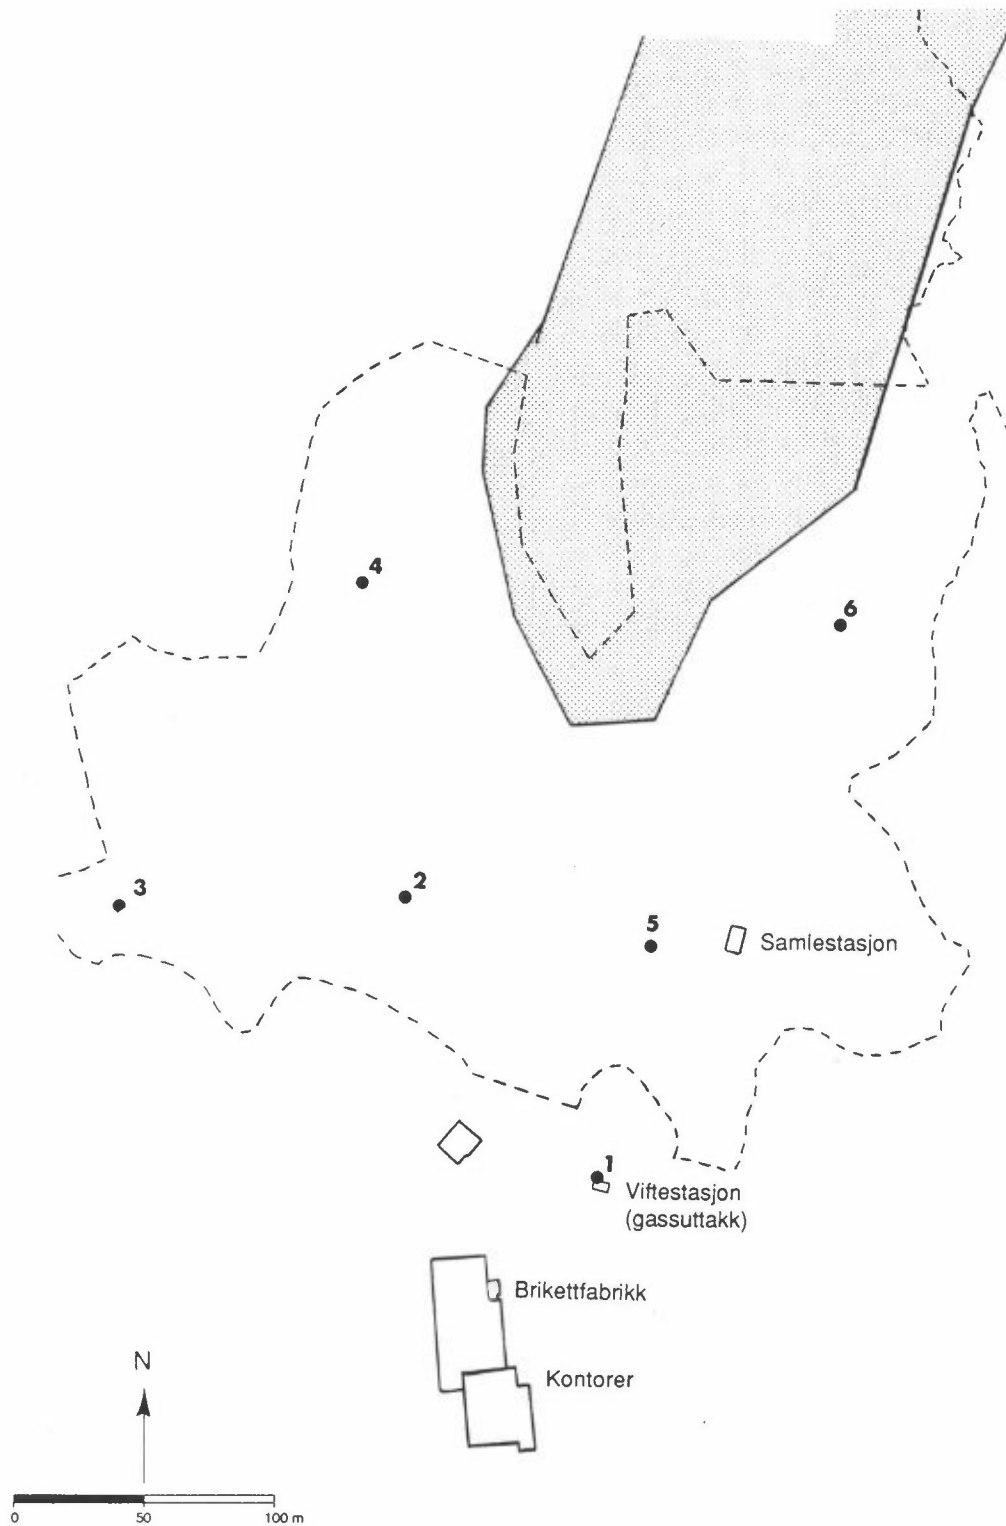 4
6
3
2
5
Samlestasjon
1
Viftestasjon
(gassuttakk)
Brikettfabrikk
Kontorer
N
0 50 100 m